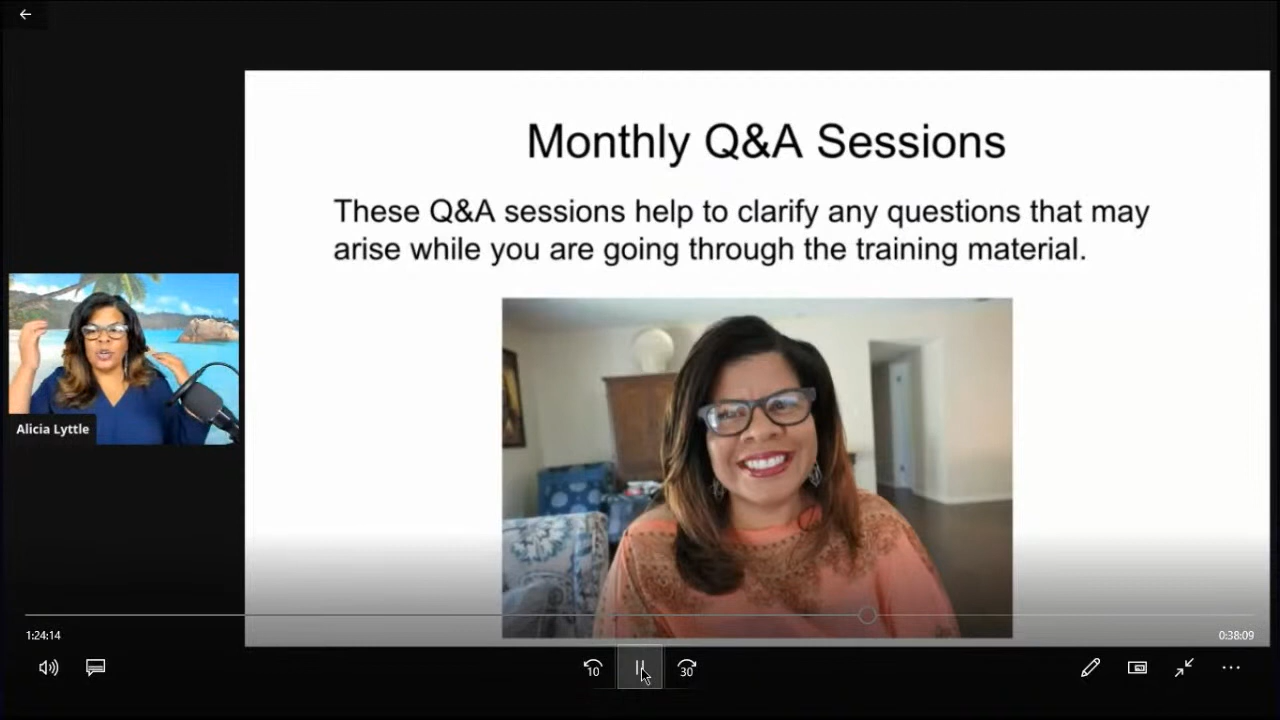 Monthly Q&A Sessions
These Q&A sessions help to clarify any questions that may
arise while you are going through the training material.
Alicia Lyttle
1:24:14
0:38:09
10
30